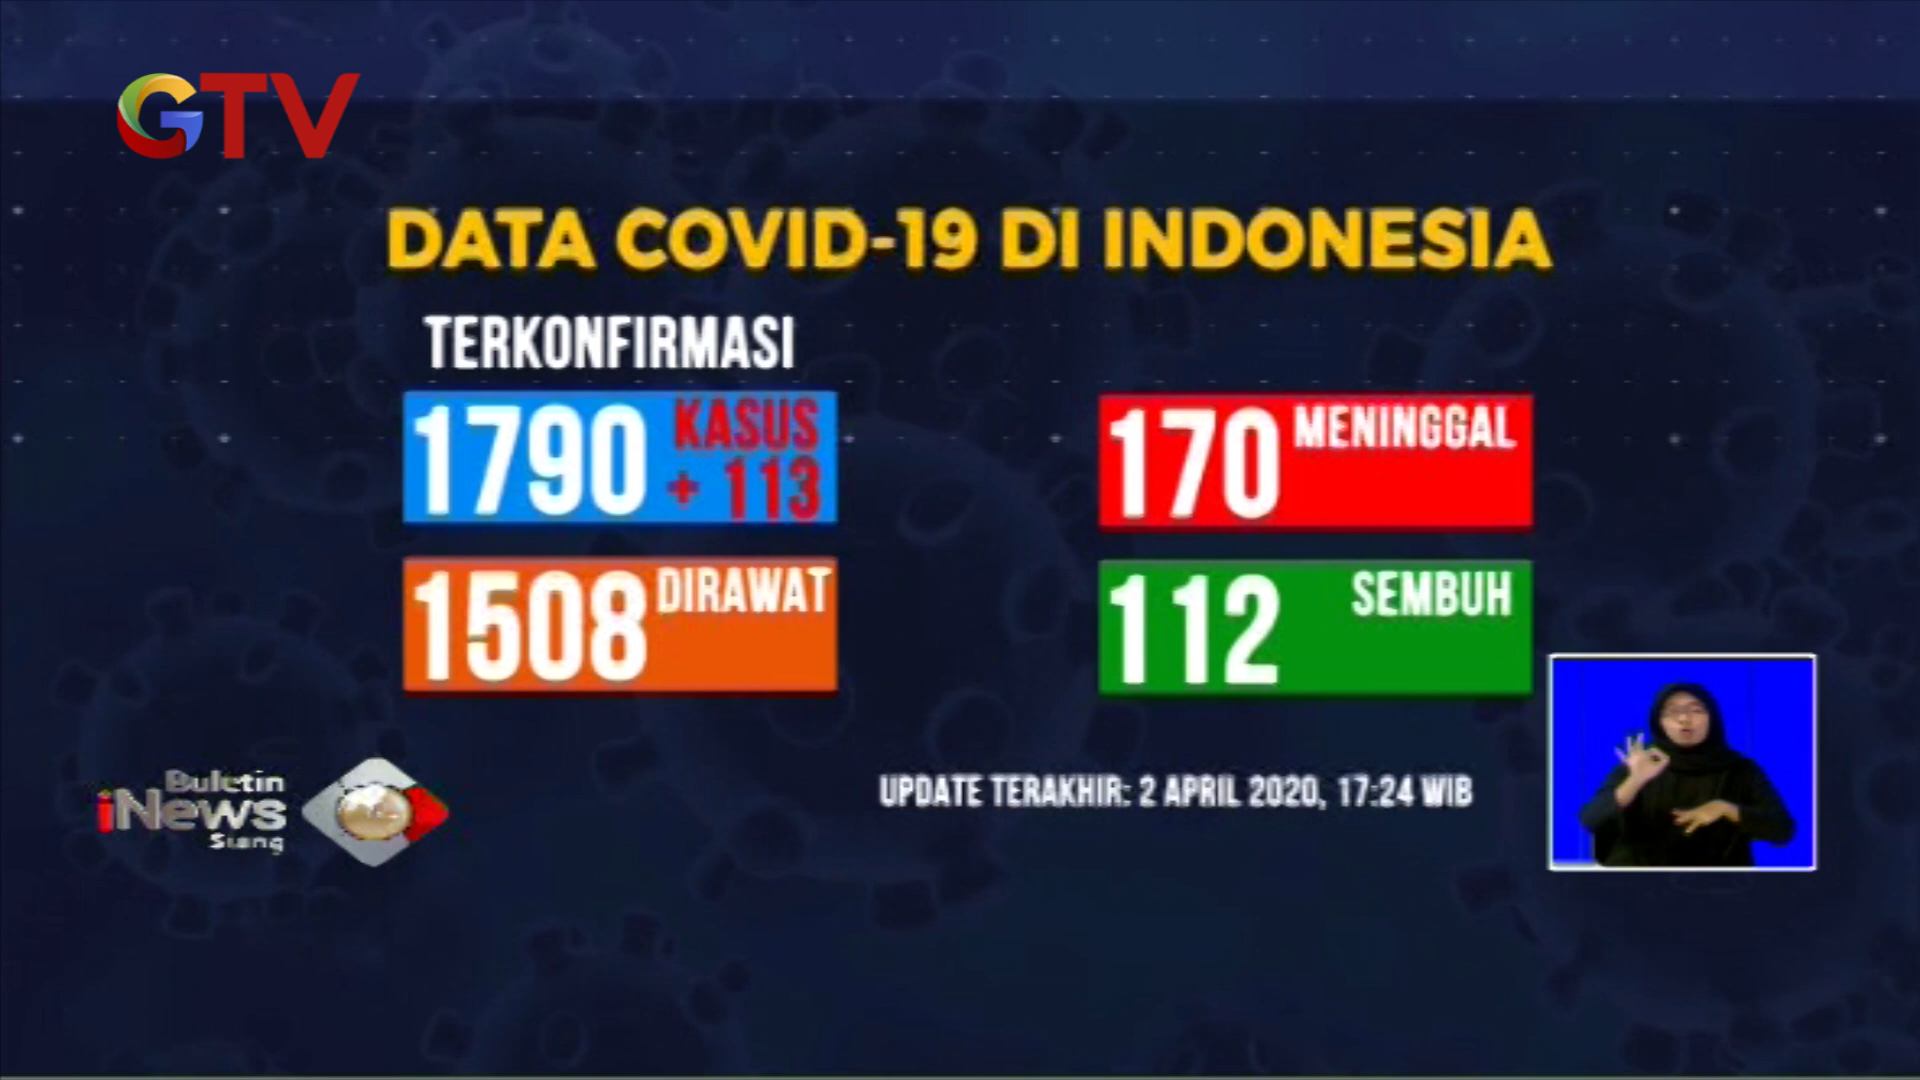 GTV
DATA COVID-19 DI INDONESIA
TERKONFIRMASI
1790 KASUS
+ 113
170 MENINGGAL
1508 DIRAWAT
112 SEMBUH
UPDATE TERAKHIR: 2 APRIL 2020, 17:24 WIB
Buletin
iNews
Siang